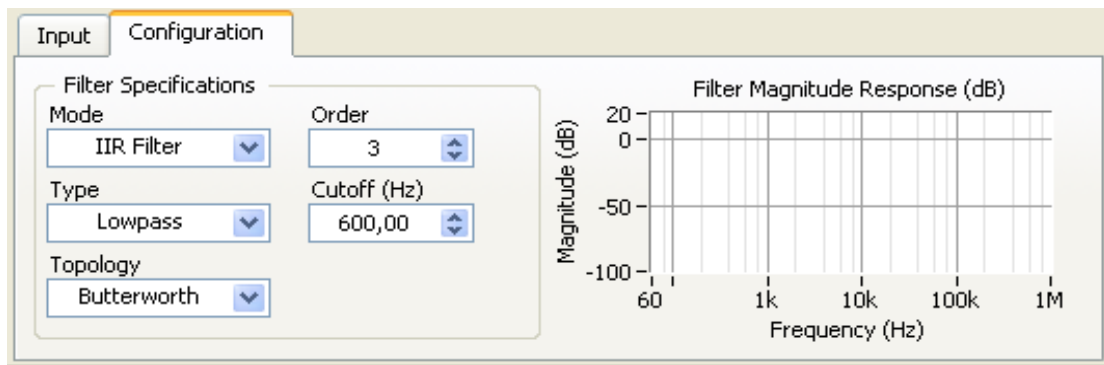 Input
Configuration
Filter Specifications
Mode
IIR Filter
Order
3
Type
Lowpass
Cutoff (Hz)
600,00
Topology
Butterworth
Filter Magnitude Response (dB)
Magnitude (dB)
20
0
-50
-100
60 1k 10k 100k 1M
Frequency (Hz)